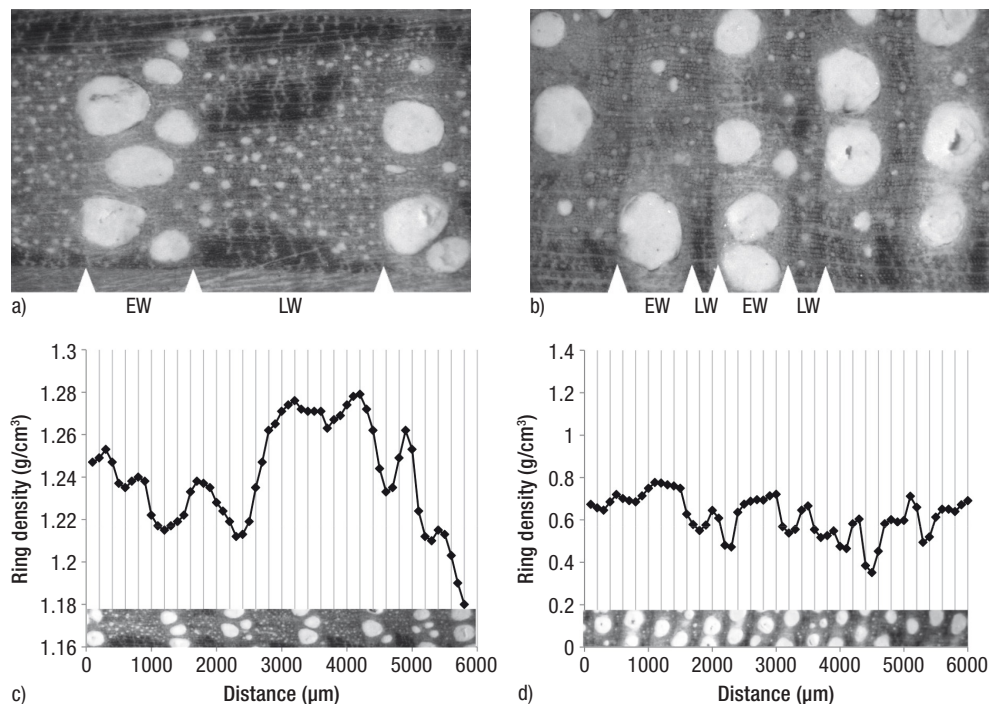 EW LW
a)
EW LW EW LW
b)
1.3
1.28
1.26
1.24
1.22
1.2
1.18
1.16
Ring density (g/cm³)
0 1000 2000 3000 4000 5000 6000
Distance (µm)
c)
1.4
1.2
1
0.8
0.6
0.4
0.2
0
Ring density (g/cm³)
0 1000 2000 3000 4000 5000 6000
Distance (µm)
d)